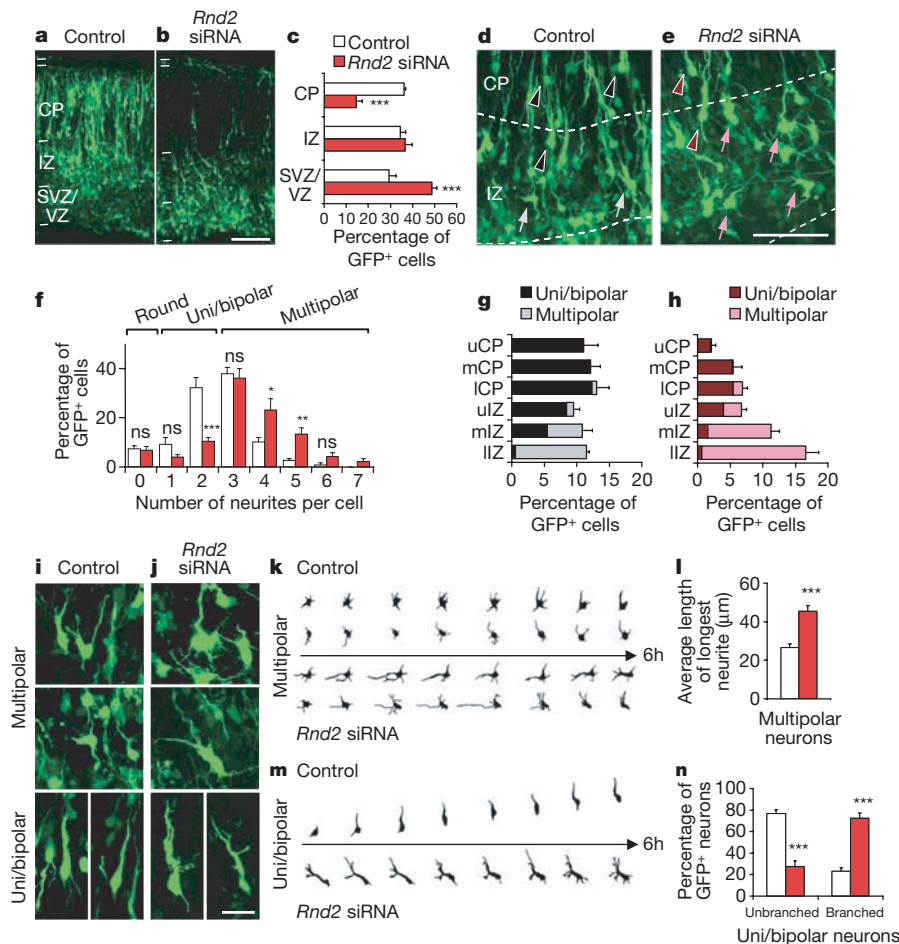 a Control
b Rnd2 siRNA
CP
IZ
SVZ/
VZ
c
Control
Rnd2 siRNA
CP
***
IZ
SVZ/
VZ
***
0 10 20 30 40 50 60
Percentage of
GFP+ cells
d Control
CP
IZ
e Rnd2 siRNA
f
Round
Uni/bipolar
Multipolar
Percentage of
GFP+ cells
40
20
0
ns
ns
***
ns
*
**
ns
0 1 2 3 4 5 6 7
Number of neurites per cell
g
Uni/bipolar
Multipolar
uCP
mCP
lCP
uIZ
mIZ
lIZ
0 5 10 15 20
Percentage of
GFP+ cells
h
Uni/bipolar
Multipolar
uCP
mCP
lCP
uIZ
mIZ
lIZ
0 5 10 15 20
Percentage of
GFP+ cells
i Control
j Rnd2
siRNA
Multipolar
Uni/bipolar
k Control
Multipolar
6h
Rnd2 siRNA
l
Average length
of longest
neurite (μm)
60
40
20
0
***
Multipolar
neurons
m Control
Uni/bipolar
6h
Rnd2 siRNA
n
Percentage of
GFP+ neurons
100
80
60
40
20
0
***
***
Unbranched Branched
Uni/bipolar neurons